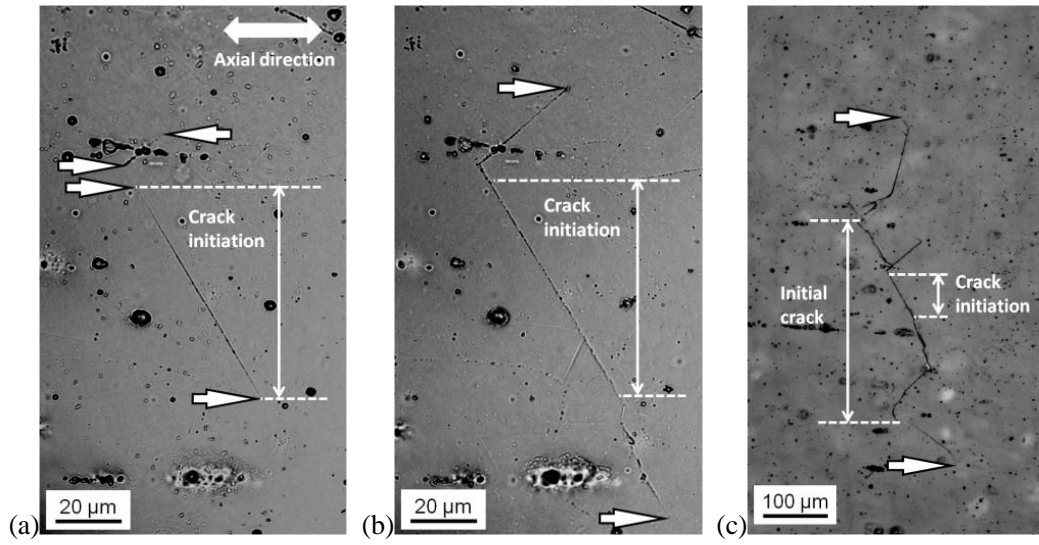 Axial direction
Crack
initiation
20 μm
(a)
Crack
initiation
20 μm
(b)
Initial
crack
Crack
initiation
100 μm
(c)